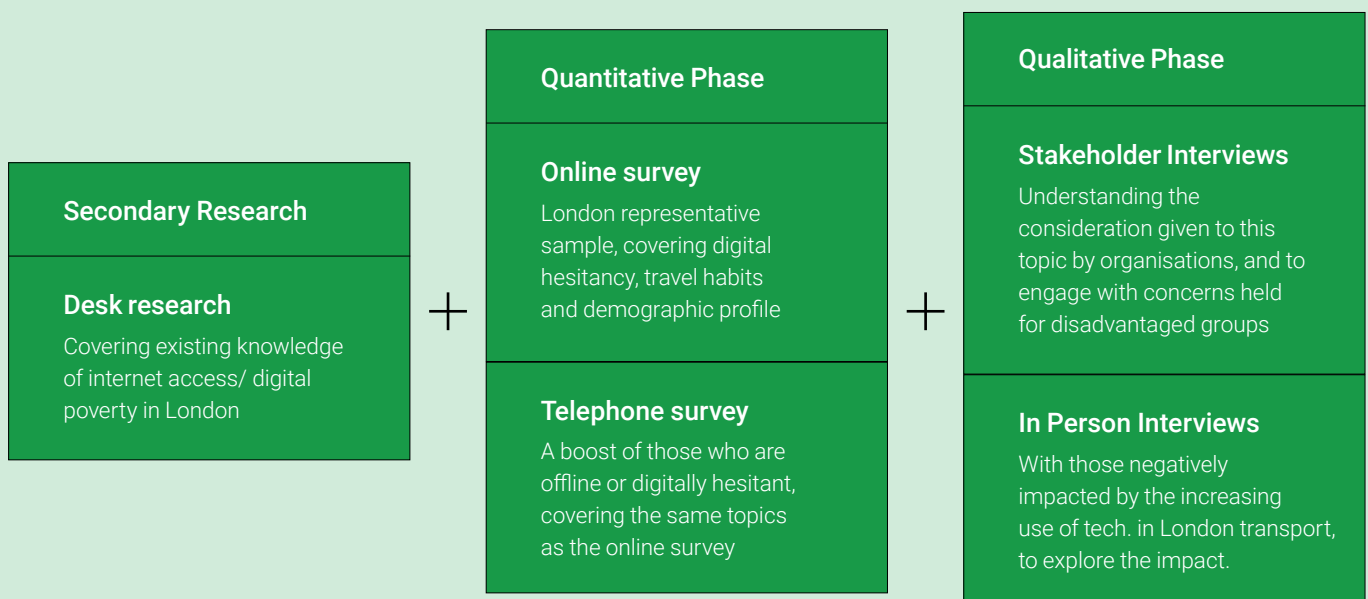 Secondary Research
Desk research
Covering existing knowledge
of internet access/ digital
poverty in London
+
Quantitative Phase
Online survey
London representative
sample, covering digital
hesitancy, travel habits
and demographic profile
Telephone survey
A boost of those who are
offline or digitally hesitant,
covering the same topics
as the online survey
+
Qualitative Phase
Stakeholder Interviews
Understanding the
consideration given to this
topic by organisations, and to
engage with concerns held
for disadvantaged groups
In Person Interviews
With those negatively
impacted by the increasing
use of tech. in London transport,
to explore the impact.